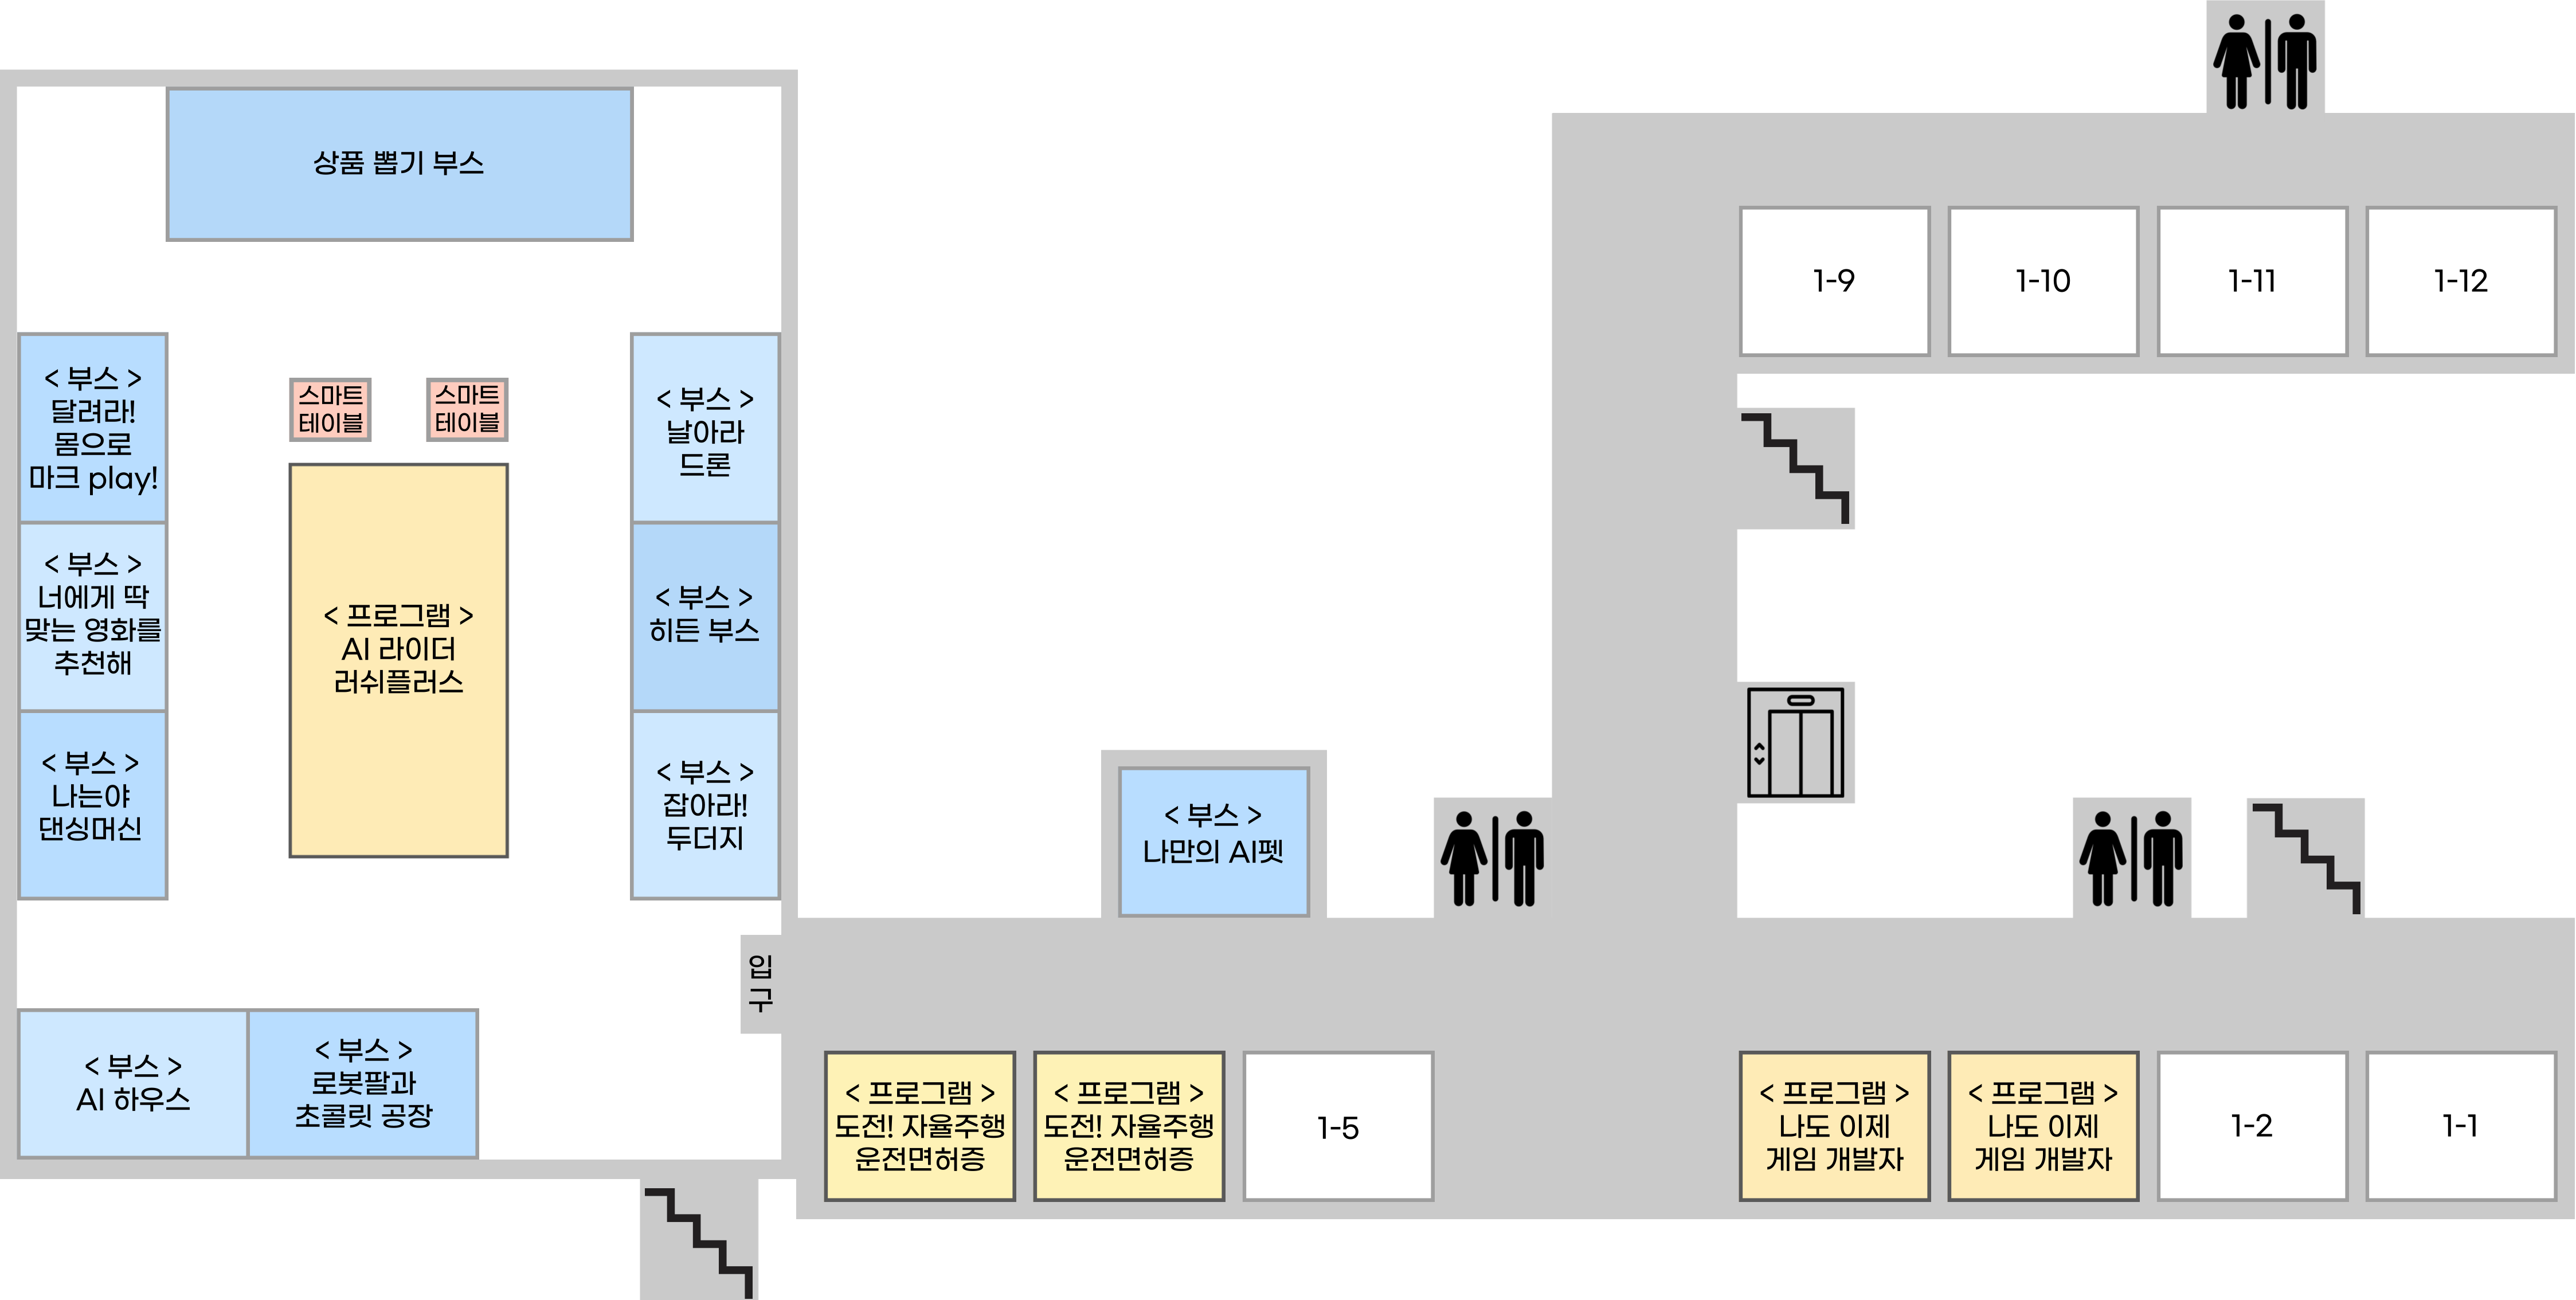 상품 뽑기 부스
< 부스 >
달려라!
몸으로
마크 play!
스마트
테이블
스마트
테이블
< 부스 >
날아라
드론
< 부스 >
너에게 딱
맞는 영화를
추천해
< 프로그램 >
AI 라이더
러쉬플러스
< 부스 >
히든 부스
< 부스 >
나는야
댄싱머신
< 부스 >
잡아라!
두더지
입
구
< 부스 >
AI 하우스
< 부스 >
로봇팔과
초콜릿 공장
< 부스 >
나만의 AI펫
< 프로그램 >
도전! 자율주행
운전면허증
< 프로그램 >
도전! 자율주행
운전면허증
1-5
1-9
1-10
1-11
1-12
< 프로그램 >
나도 이제
게임 개발자
< 프로그램 >
나도 이제
게임 개발자
1-2
1-1